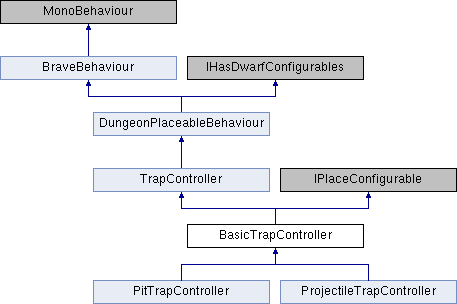 MonoBehaviour
BraveBehaviour
IHasDwarfConfigurables
DungeonPlaceableBehaviour
TrapController
IPlaceConfigurable
BasicTrapController
PitTrapController
ProjectileTrapController